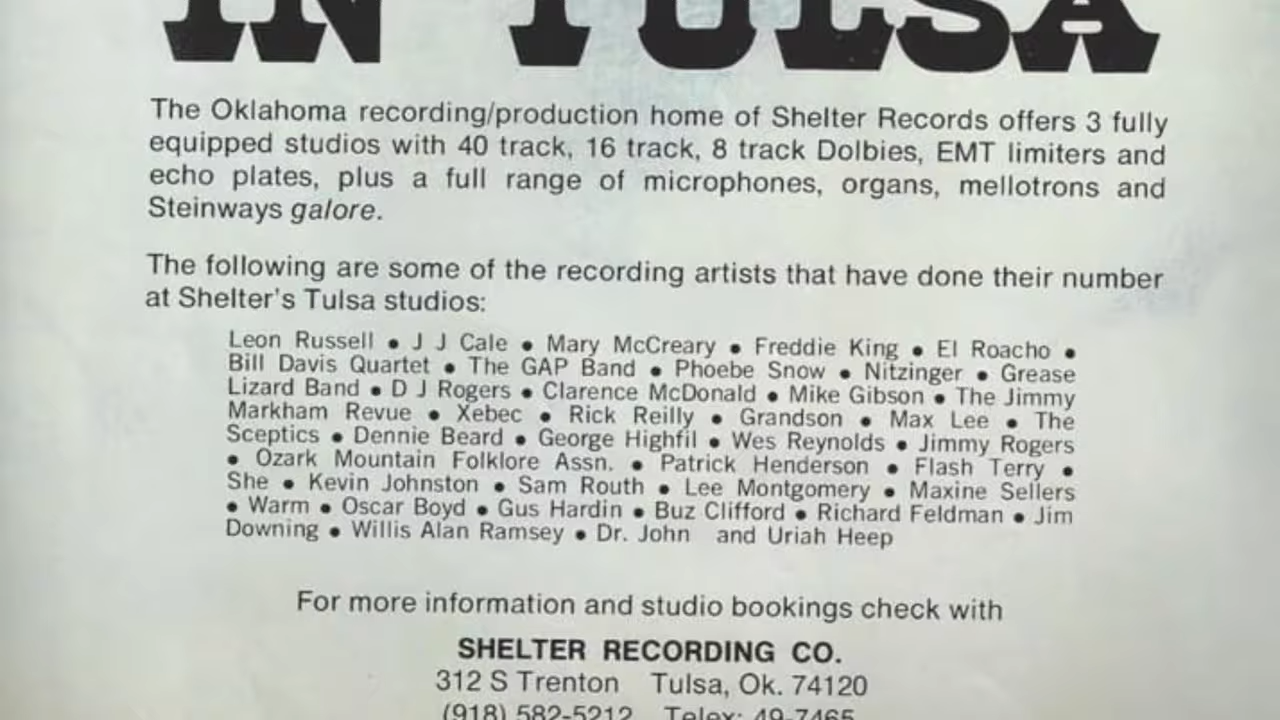 IN TULSA
The Oklahoma recording/production home of Shelter Records offers 3 fully
equipped studios with 40 track, 16 track, 8 track Dolbies, EMT limiters and
echo plates, plus a full range of microphones, organs, mellotrons and
Steinways galore.
The following are some of the recording artists that have done their number
at Shelter's Tulsa studios:
Leon Russell • J J Cale • Mary McCreary • Freddie King • El Roacho •
Bill Davis Quartet • The GAP Band • Phoebe Snow • Nitzinger • Grease
Lizard Band • D J Rogers • Clarence McDonald • Mike Gibson • The Jimmy
Markham Revue • Xebec • Rick Reilly • Grandson • Max Lee • The
Sceptics • Dennie Beard • George Highfil • Wes Reynolds • Jimmy Rogers
• Ozark Mountain Folklore Assn. • Patrick Henderson • Flash Terry •
She • Kevin Johnston • Sam Routh • Lee Montgomery • Maxine Sellers
• Warm • Oscar Boyd • Gus Hardin • Buz Clifford • Richard Feldman • Jim
Downing • Willis Alan Ramsey • Dr. John and Uriah Heep
For more information and studio bookings check with
SHELTER RECORDING CO.
312 S Trenton Tulsa, Ok. 74120
(918) 582-5212 Telex: 49-7465